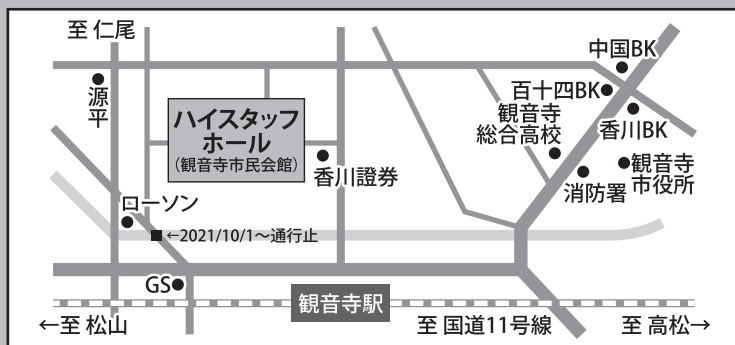 至 仁尾
中国BK
源平
百十四BK
ハイスタッフ
ホール
(観音寺市民会館)
観音寺
総合高校
香川BK
香川證券
観音寺
市役所
消防署
ローソン
←2021/10/1〜通行止
GS
観音寺駅
←至 松山
至 国道11号線
至 高松→